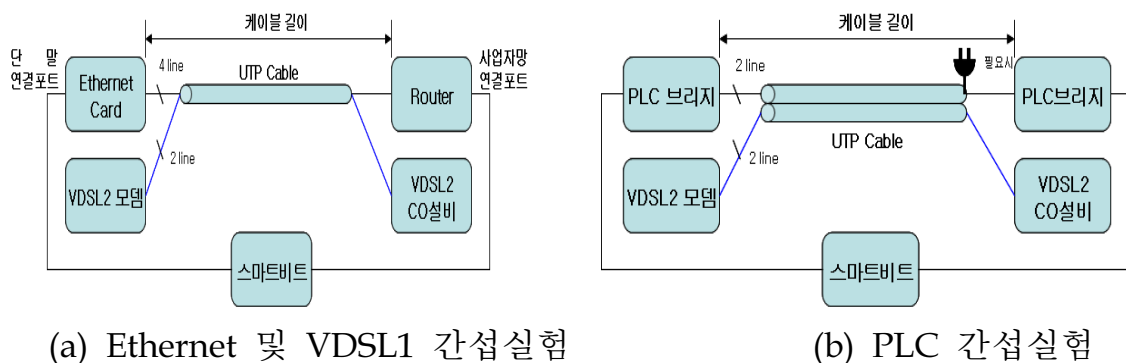 케이블 길이
단 말
연결포트
사업자망
연결포트
4 line
UTP Cable
Ethernet
Card
Router
2 line
VDSL2 모뎀
VDSL2
CO설비
스마트비트
(a) Ethernet 및 VDSL1 간섭실험
케이블 길이
2 line
필요시
PLC 브리지
PLC브리지
UTP Cable
2 line
VDSL2 모뎀
VDSL2
CO설비
스마트비트
(b) PLC 간섭실험